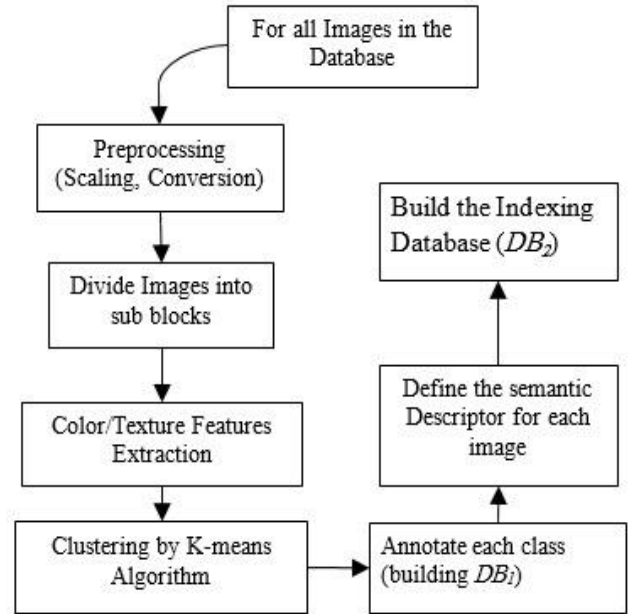 For all Images in the
Database
Preprocessing
(Scaling, Conversion)
Divide Images into
sub blocks
Color/Texture Features
Extraction
Clustering by K-means
Algorithm
Annotate each class
(building DB1)
Define the semantic
Descriptor for each
image
Build the Indexing
Database (DB2)